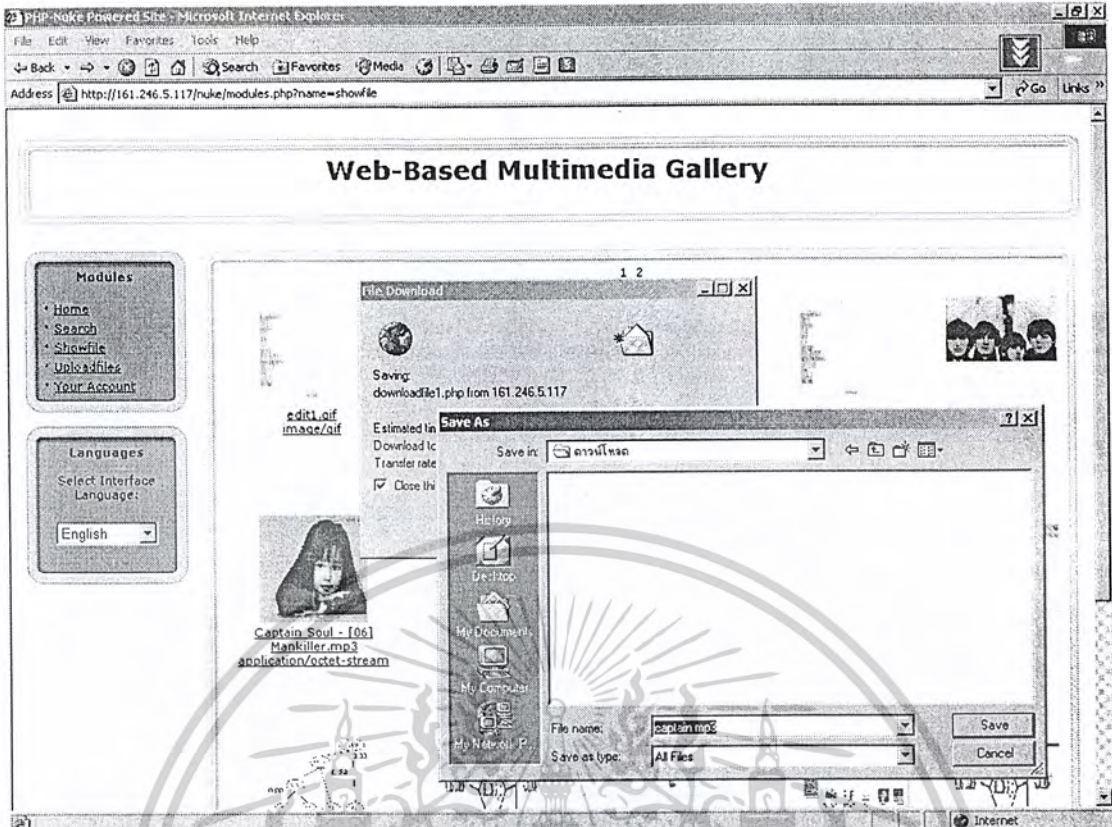 PHP-Nuke Powered Site - Microsoft Internet Explorer
File Edit View Favorites Tools Help
Back Search Favorites Media
Address http://161.246.5.117/nuke/modules.php?name=showfile Go Links »
Web-Based Multimedia Gallery
Modules
Home
Search
Showfile
Uploadfiles
Your Account
Languages
Select Interface
Language:
English
1 2
edit1.gif
image/gif
Captain Soul - [06]
Mankiller.mp3
application/octet-stream
File Download
Saving:
downloadfile1.php from 161.246.5.117
Estimated
Download
Transfer rate
Close
Save As
Save in: ดาวน์โหลด
History
Desktop
My Documents
My Computer
My Network P...
File name: captain.mp3
Save as type: All Files
Save
Cancel
Internet